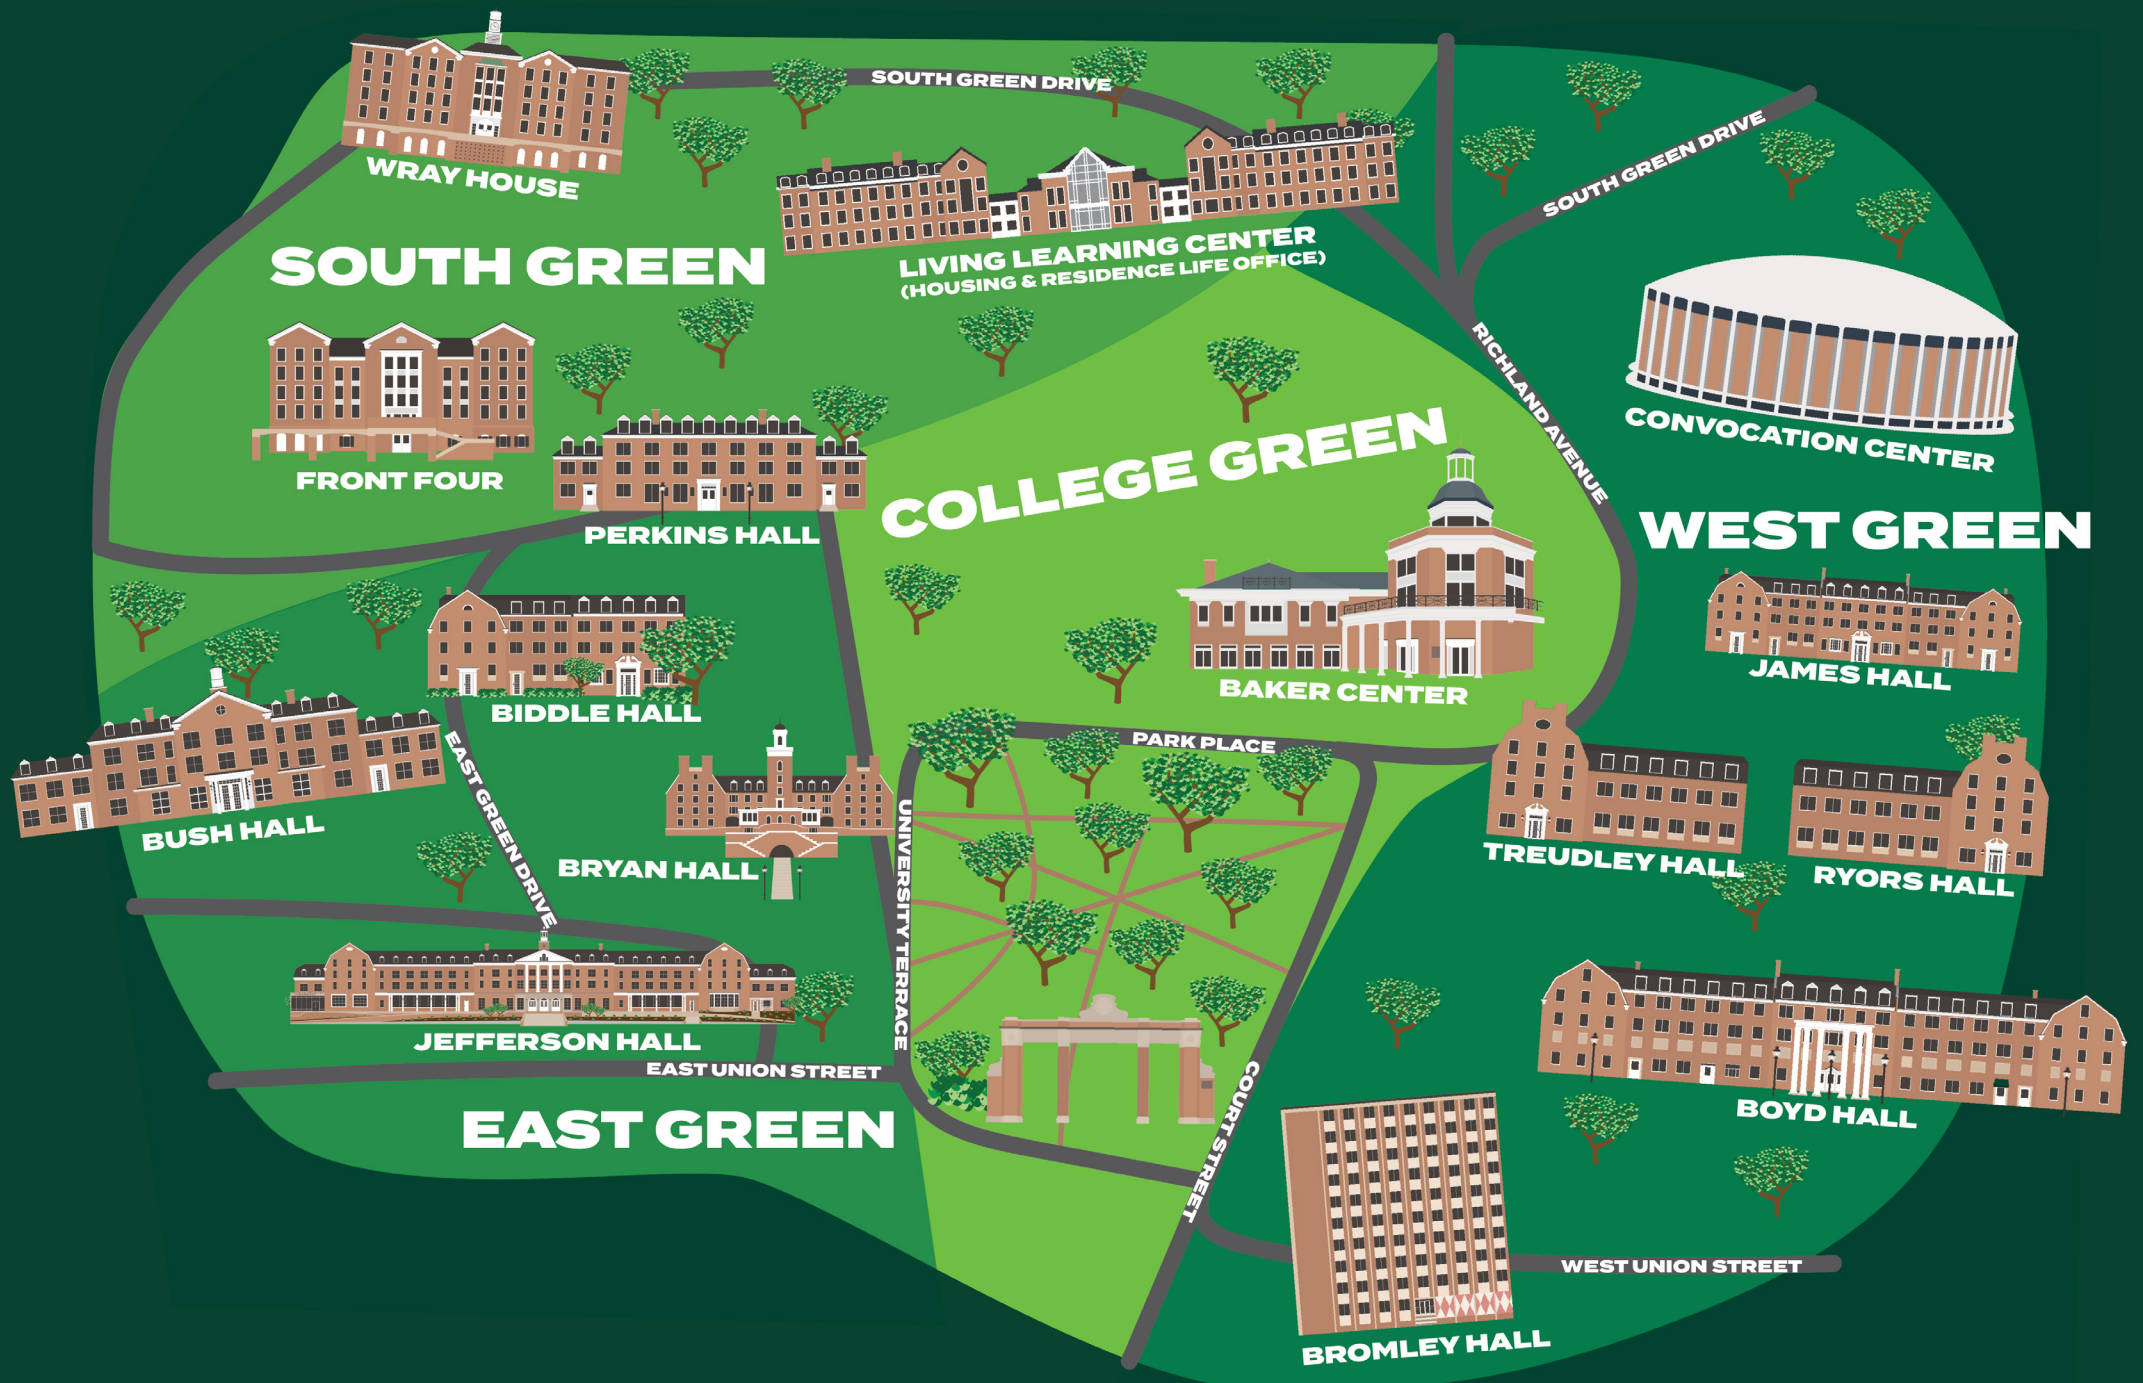 SOUTH GREEN DRIVE
WRAY HOUSE
SOUTH GREEN DRIVE
SOUTH GREEN
LIVING LEARNING CENTER
(HOUSING & RESIDENCE LIFE OFFICE)
RICHLAND AVENUE
CONVOCATION CENTER
FRONT FOUR
COLLEGE GREEN
PERKINS HALL
WEST GREEN
JAMES HALL
BAKER CENTER
BIDDLE HALL
PARK PLACE
EAST GREEN DRIVE
BUSH HALL
BRYAN HALL
UNIVERSITY TERRACE
TREUDLEY HALL
RYORS HALL
JEFFERSON HALL
EAST UNION STREET
EAST GREEN
COURT STREET
BOYD HALL
WEST UNION STREET
BROMLEY HALL